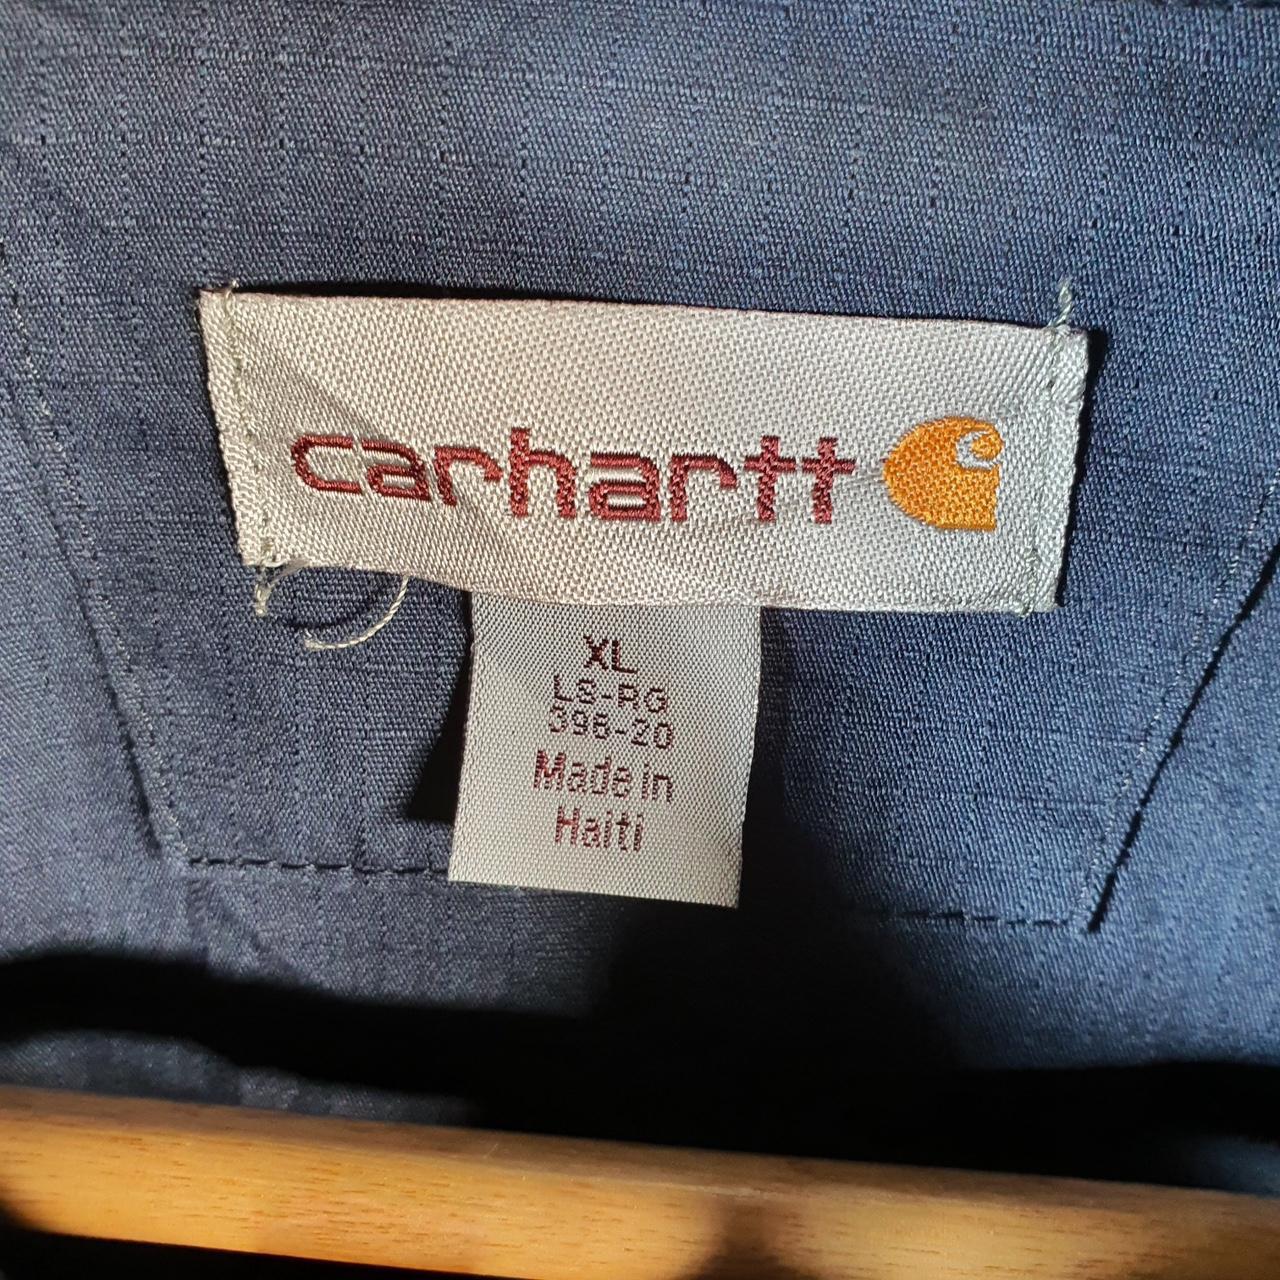 carhartt
XL
LS-RG
396-20
Made in
Haiti